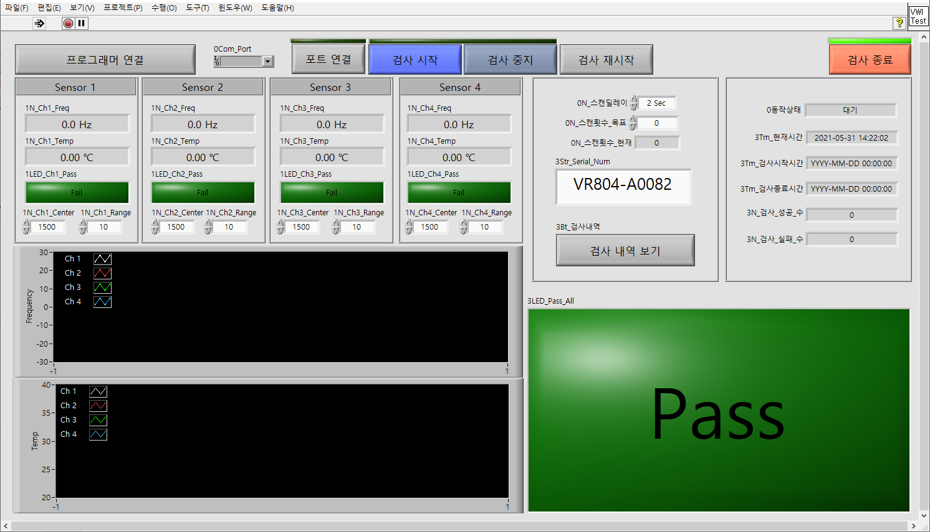 파일(F) 편집(E) 보기(V) 프로젝트(P) 수행(O) 도구(T) 윈도우(W) 도움말(H)
VWI
Test
프로그래머 연결
0Com_Port
포트 연결
검사 시작
검사 중지
검사 재시작
검사 종료
Sensor 1
1N_Ch1_Freq
0.0 Hz
1N_Ch1_Temp
0.00 ℃
1LED_Ch1_Pass
Fail
1N_Ch1_Center 1N_Ch1_Range
1500 10
Sensor 2
1N_Ch2_Freq
0.0 Hz
1N_Ch2_Temp
0.00 ℃
1LED_Ch2_Pass
Fail
1N_Ch2_Center 1N_Ch2_Range
1500 10
Sensor 3
1N_Ch3_Freq
0.0 Hz
1N_Ch3_Temp
0.00 ℃
1LED_Ch3_Pass
Fail
1N_Ch3_Center 1N_Ch3_Range
1500 10
Sensor 4
1N_Ch4_Freq
0.0 Hz
1N_Ch4_Temp
0.00 ℃
1LED_Ch4_Pass
Fail
1N_Ch4_Center 1N_Ch4_Range
1500 10
0N_스캔딜레이 2 Sec
0N_스캔횟수_목표 0
0N_스캔횟수_현재 0
3Str_Serial_Num
VR804-A0082
3Bt_검사내역
검사 내역 보기
0동작상태 대기
3Tm_현재시간 2021-05-31 14:22:02
3Tm_검사시작시간 YYYY-MM-DD 00:00:00
3Tm_검사종료시간 YYYY-MM-DD 00:00:00
3N_검사_성공_수 0
3N_검사_실패_수 0
Frequency
30
20
10
0
-10
-20
-30
-1 1
Ch 1
Ch 2
Ch 3
Ch 4
Temp
40
35
30
25
20
-1 1
Ch 1
Ch 2
Ch 3
Ch 4
3LED_Pass_All
Pass